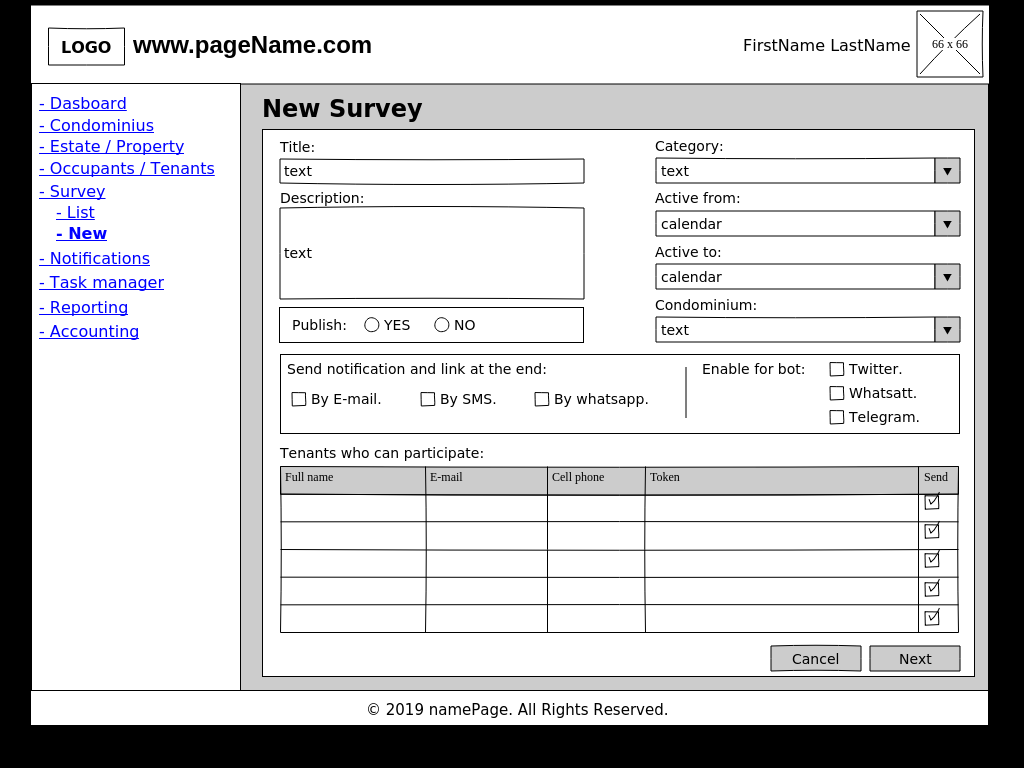 LOGO www.pageName.com
FirstName LastName
66 x 66
- Dasboard
- Condominius
- Estate / Property
- Occupants / Tenants
- Survey
- List
- New
- Notifications
- Task manager
- Reporting
- Accounting
New Survey
Title:
text
Description:
text
Publish: YES NO
Category:
text
Active from:
calendar
Active to:
calendar
Condominium:
text
Send notification and link at the end:
By E-mail. By SMS. By whatsapp.
Enable for bot:
Twitter.
Whatsatt.
Telegram.
Tenants who can participate:
Full name E-mail Cell phone Token Send
Cancel Next
© 2019 namePage. All Rights Reserved.